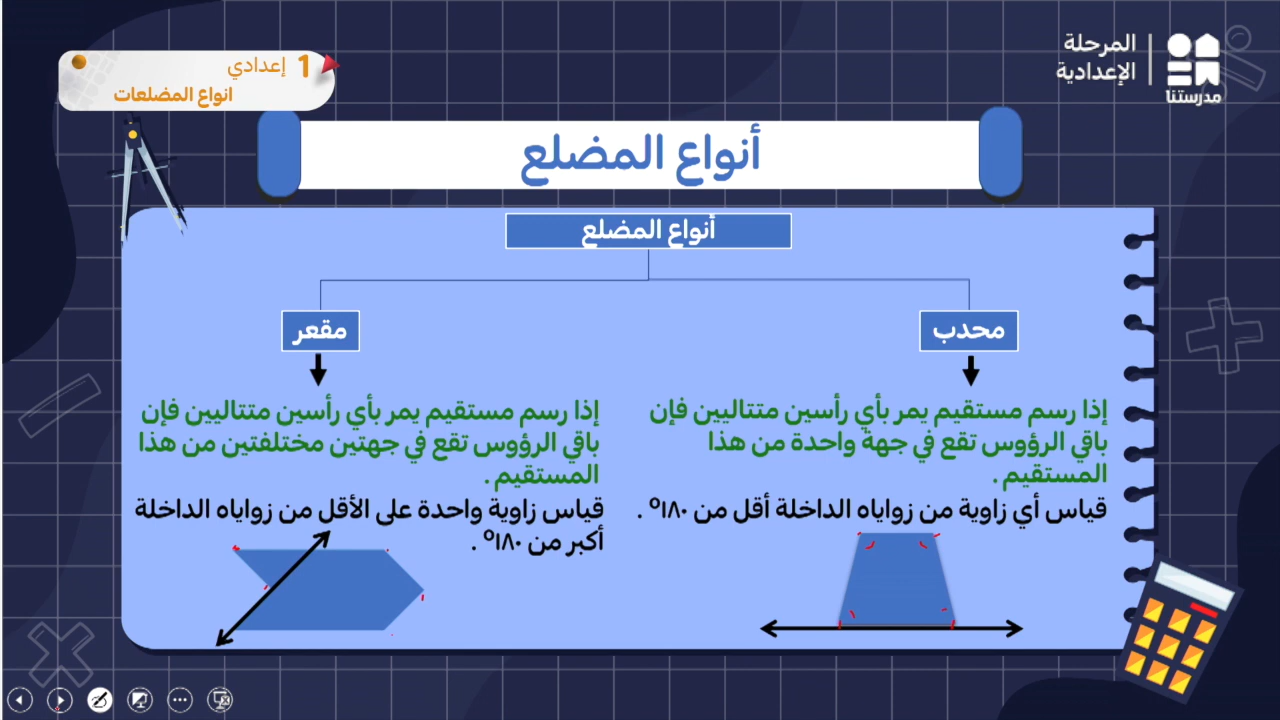 المرحلة
الإعدادية
مدرستنا
1 إعدادي
انواع المضلعات
أنواع المضلع
أنواع المضلع
محدب
إذا رسم مستقيم يمر بأي رأسين متتاليين فإن
باقي الرؤوس تقع في جهة واحدة من هذا
المستقيم .
قياس أي زاوية من زواياه الداخلة أقل من ١٨٠° .
مقعر
إذا رسم مستقيم يمر بأي رأسين متتاليين فإن
باقي الرؤوس تقع في جهتين مختلفتين من هذا
المستقيم .
قياس زاوية واحدة على الأقل من زواياه الداخلة
أكبر من ١٨٠° .